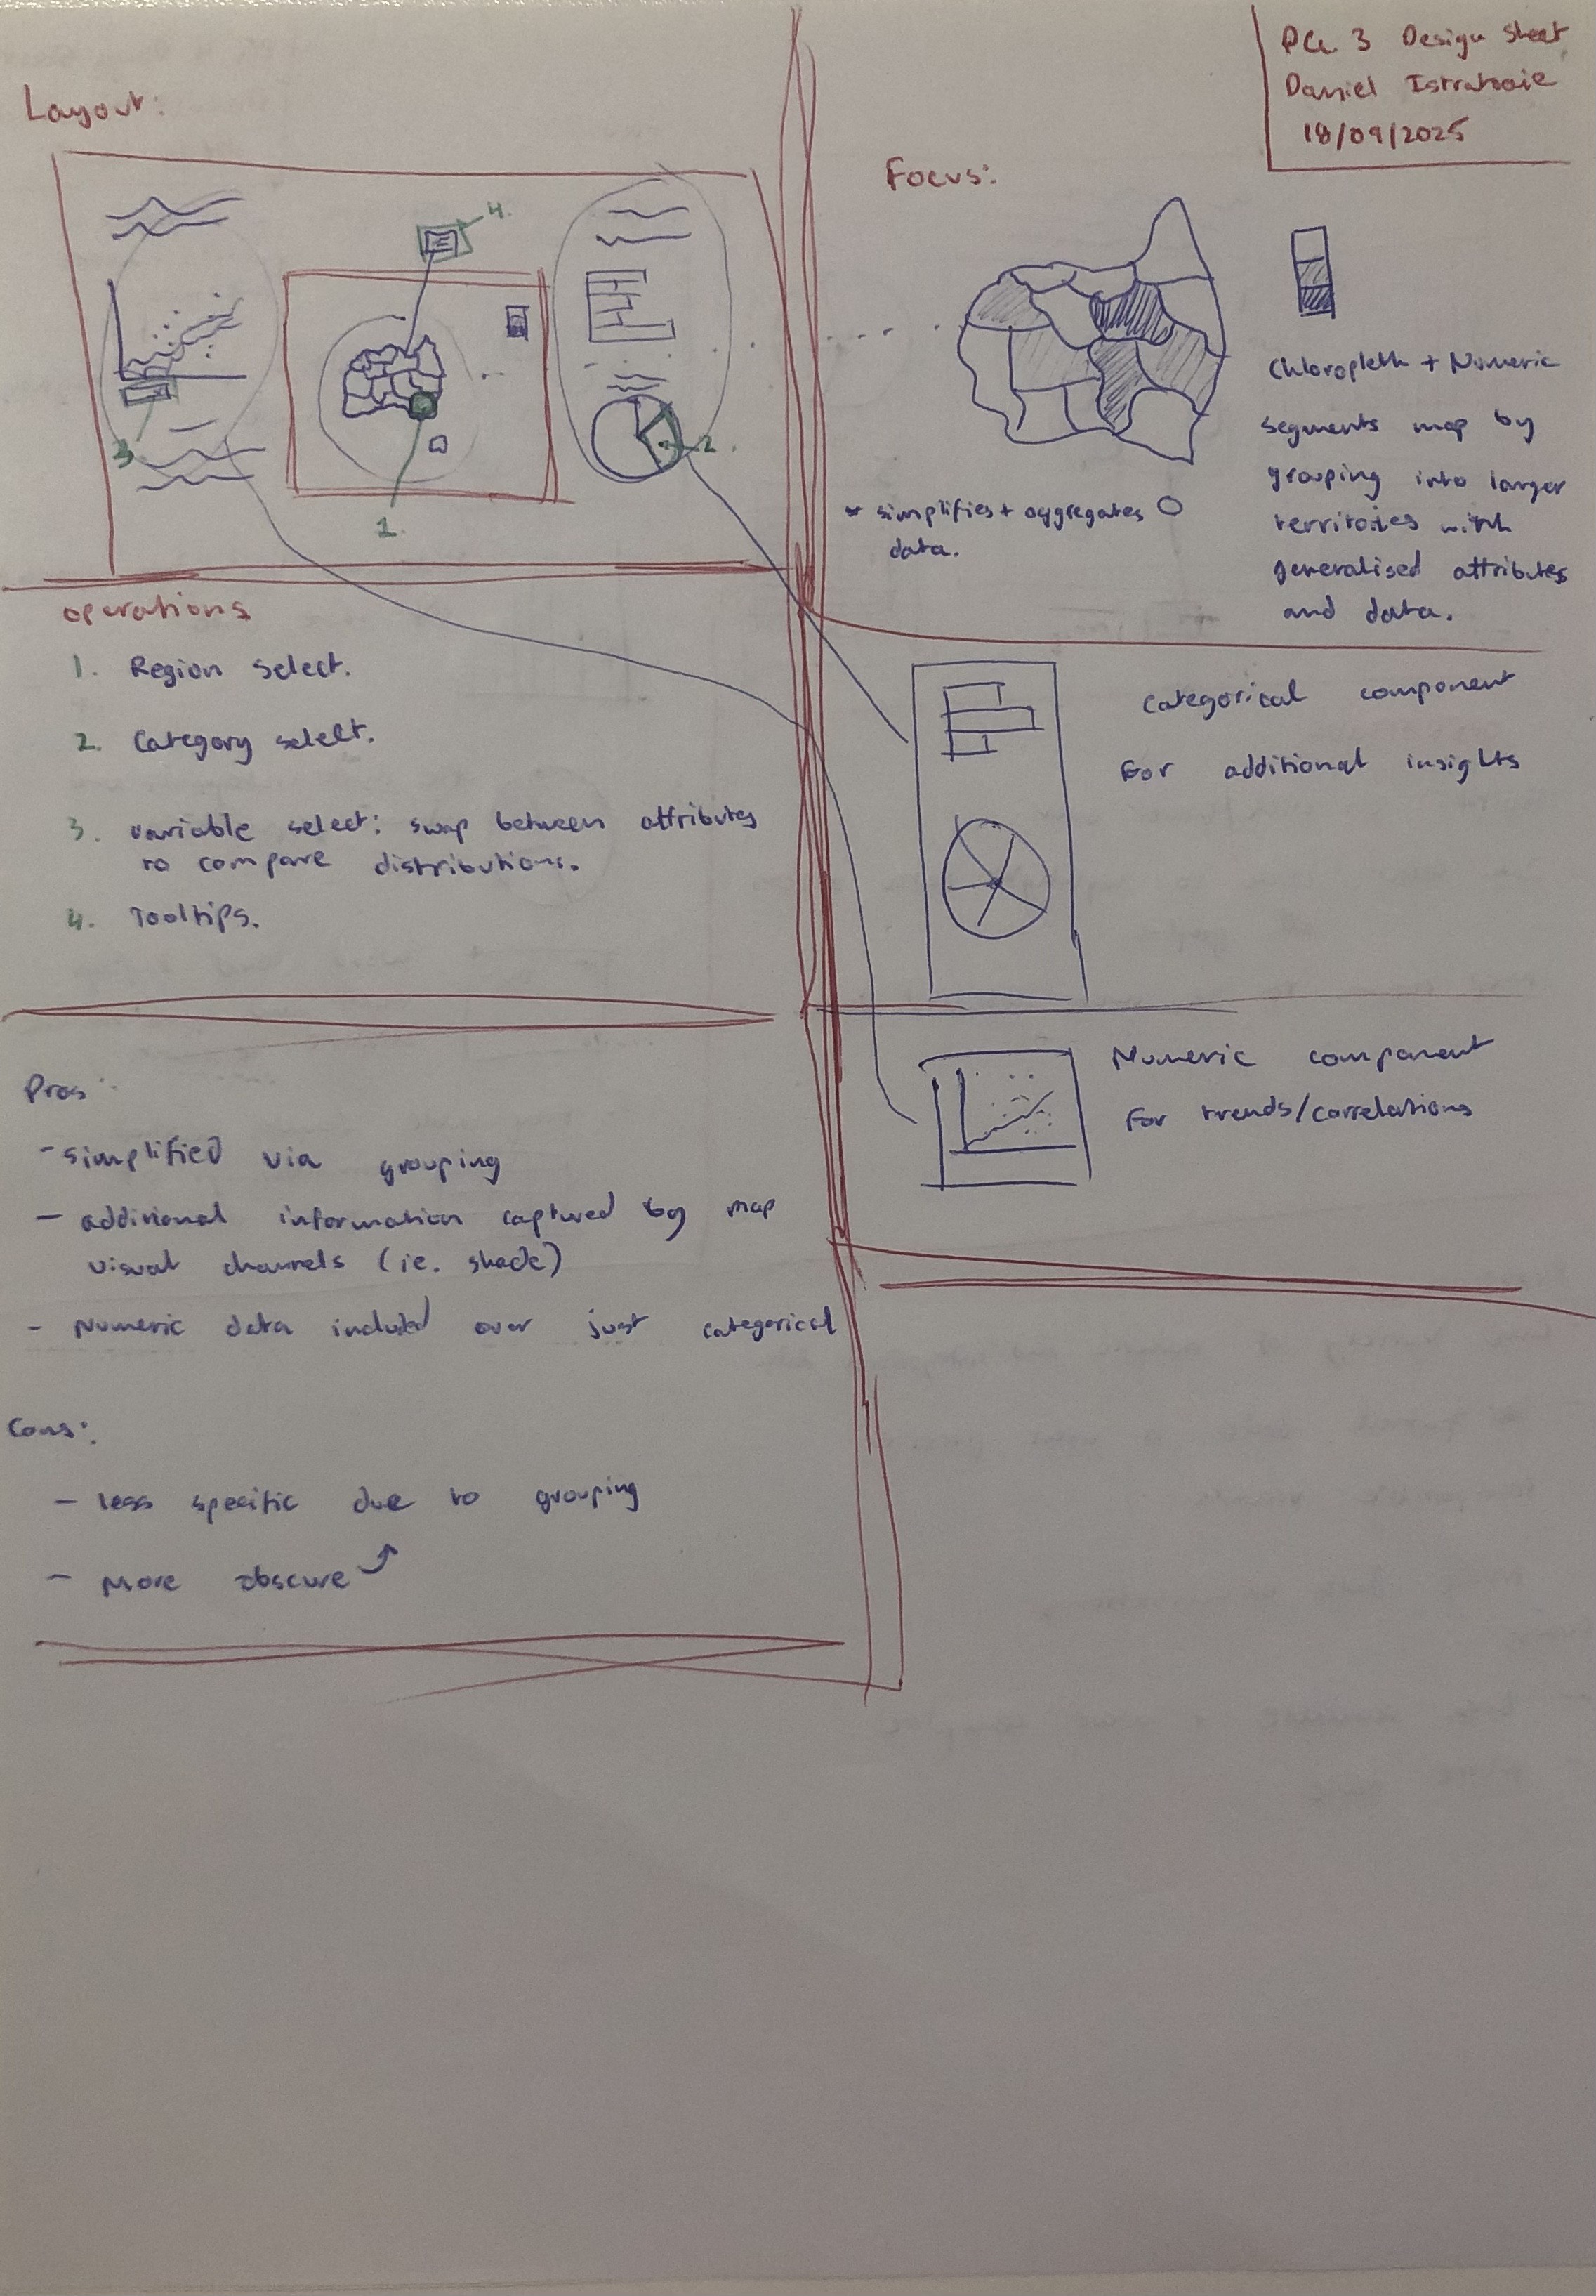 PG. 3 Design Sheet
Daniel Istratoaie
18/09/2025
Layout:
4.
3
2.
1.
Focus:
Chloropleth + Numeric
segments map by
grouping into larger
territories with
generalised attributes
and data.
* simplifies + aggregates
data.
operations
1. Region select.
2. Category select.
3. variable select: swap between attributes
to compare distributions.
4. Tooltips.
categorical component
For additional insights
Numeric component
For trends/correlations
Pros:
- simplified via grouping
- additional information captured by map
visual channels (ie. shade)
- Numeric data included over just categorical
Cons:
- less specific due to grouping
- More obscure